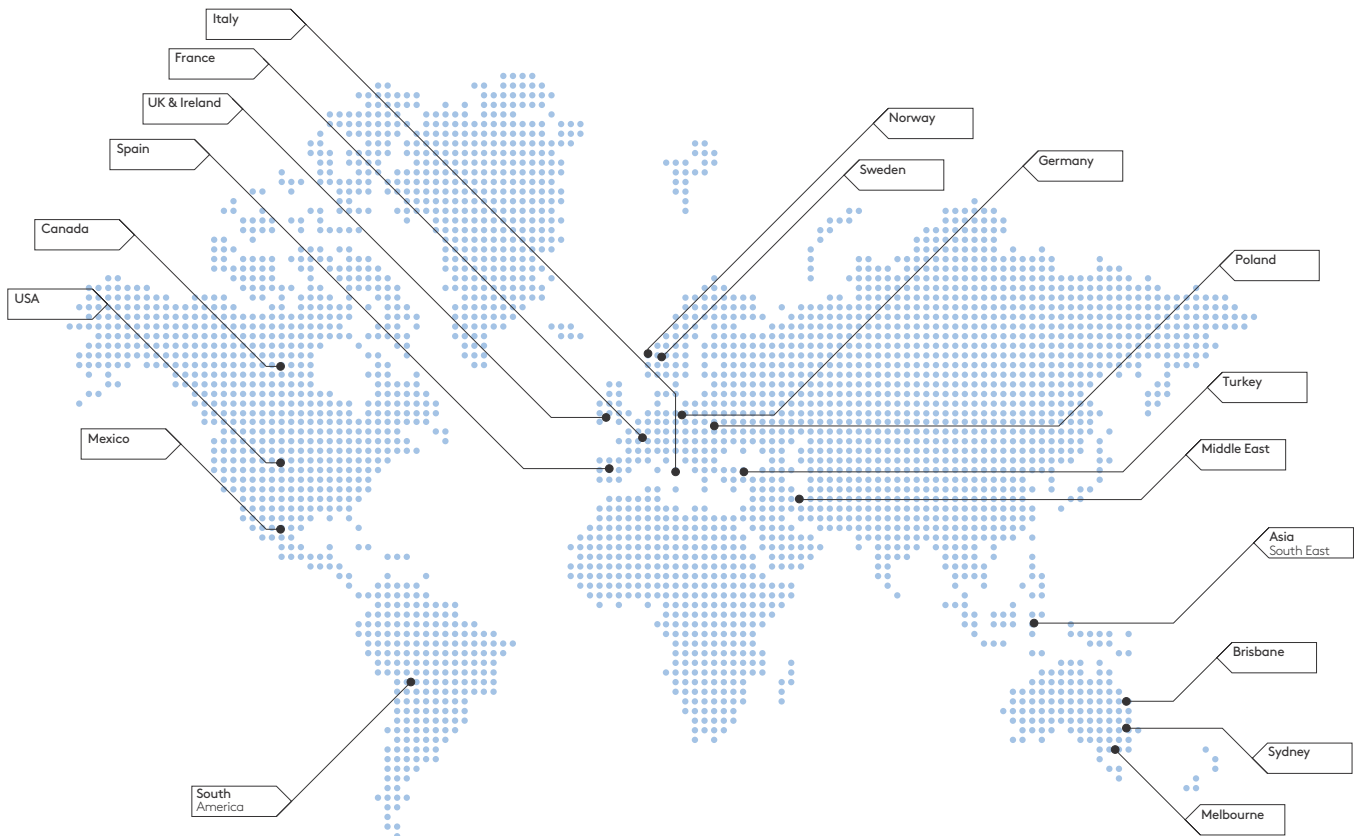 Italy
France
UK & Ireland
Spain
Canada
USA
Mexico
South
America
Norway
Sweden
Germany
Poland
Turkey
Middle East
Asia
South East
Brisbane
Sydney
Melbourne